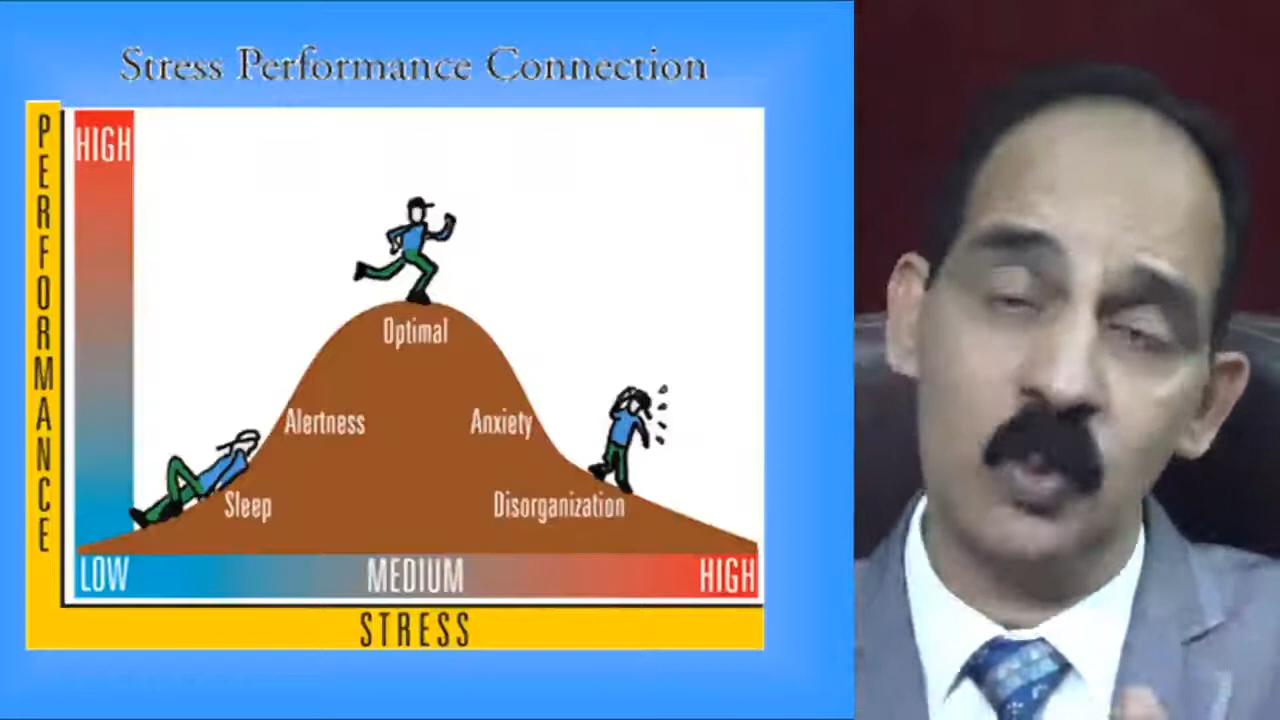 Stress Performance Connection
PERFORMANCE
HIGH
Optimal
Alertness
Anxiety
Sleep
Disorganization
LOW
MEDIUM
HIGH
STRESS